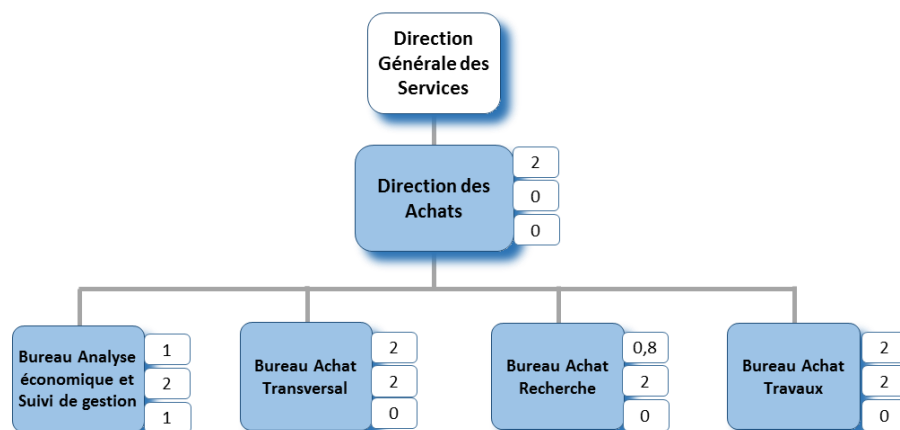 Direction
Générale des
Services
Direction des
Achats
2
0
0
Bureau Analyse
économique et
Suivi de gestion
1
2
1
Bureau Achat
Transversal
2
2
0
Bureau Achat
Recherche
0,8
2
0
Bureau Achat
Travaux
2
2
0